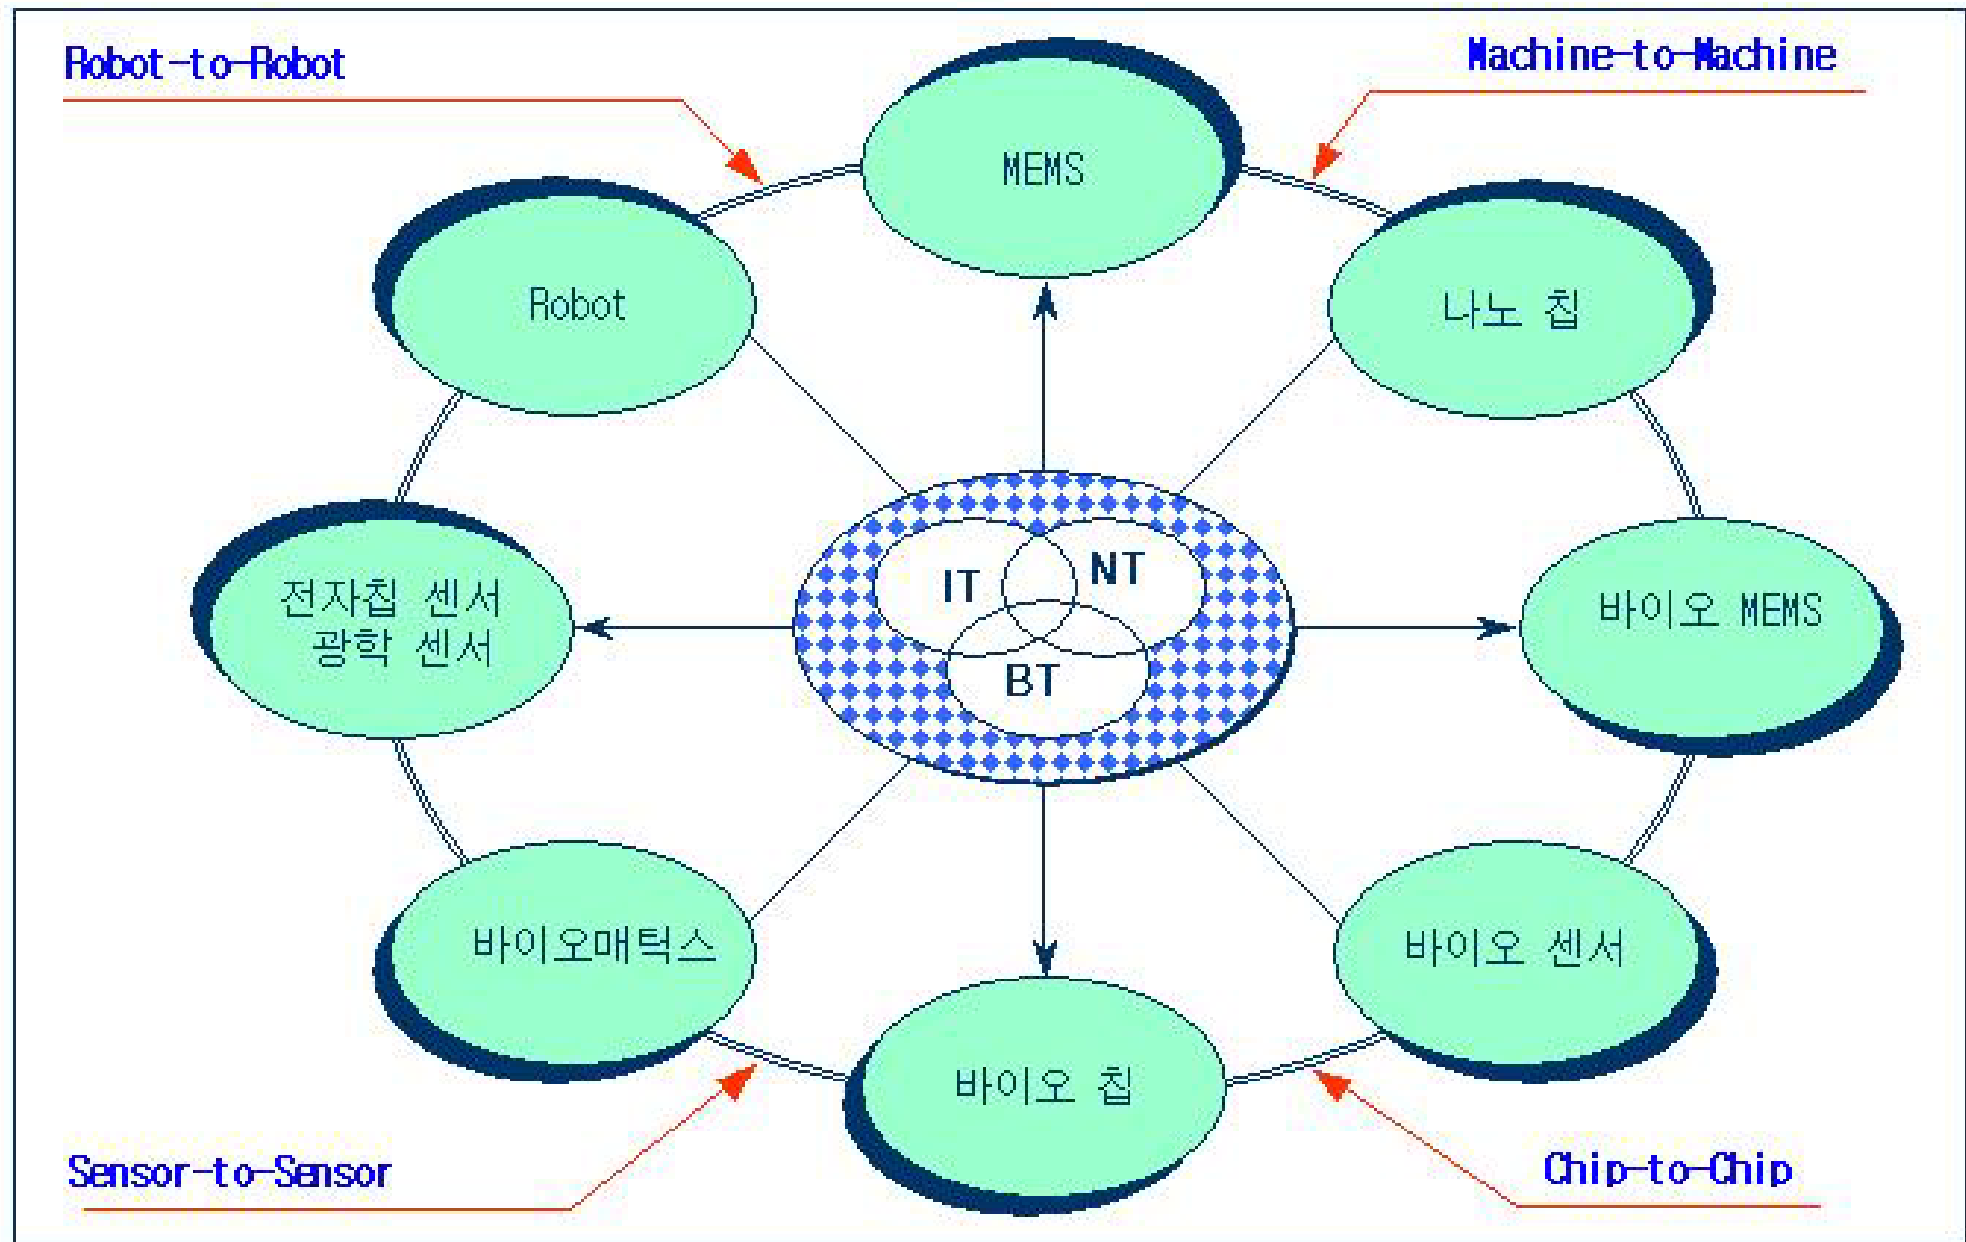 Robot-to-Robot
Machine-to-Machine
MEMS
Robot
나노 칩
IT
NT
BT
전자칩 센서
광학 센서
바이오 MEMS
바이오매턱스
바이오 센서
바이오 칩
Sensor-to-Sensor
Chip-to-Chip